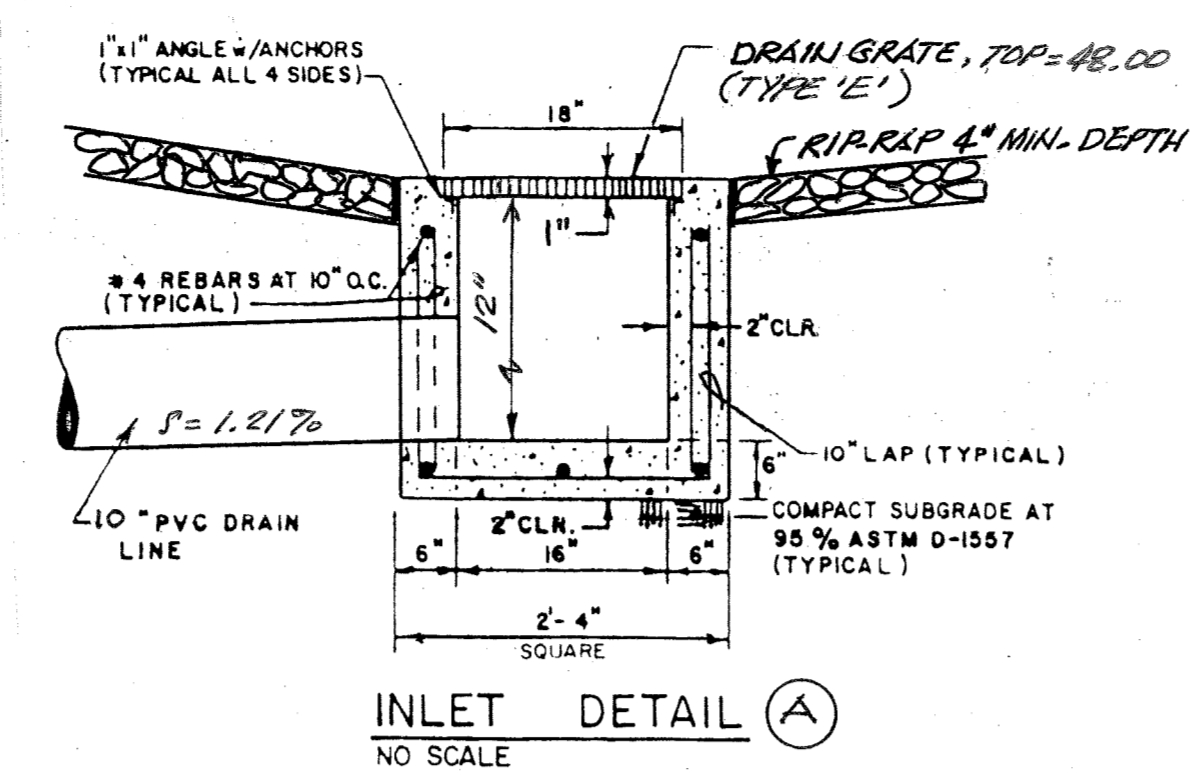 1"x1" ANGLE w/ANCHORS
(TYPICAL ALL 4 SIDES)
DRAIN GRATE, TOP=48.00
(TYPE 'E')
18"
RIP-RAP 4" MIN. DEPTH
1"
#4 REBARS AT 10" O.C.
(TYPICAL)
12"
2" CLR.
S=1.21%
10" LAP (TYPICAL)
6"
10" PVC DRAIN
LINE
2" CLR.
COMPACT SUBGRADE AT
95% ASTM D-1557
(TYPICAL)
6"
16"
6"
2'-4"
SQUARE
INLET DETAIL A
NO SCALE